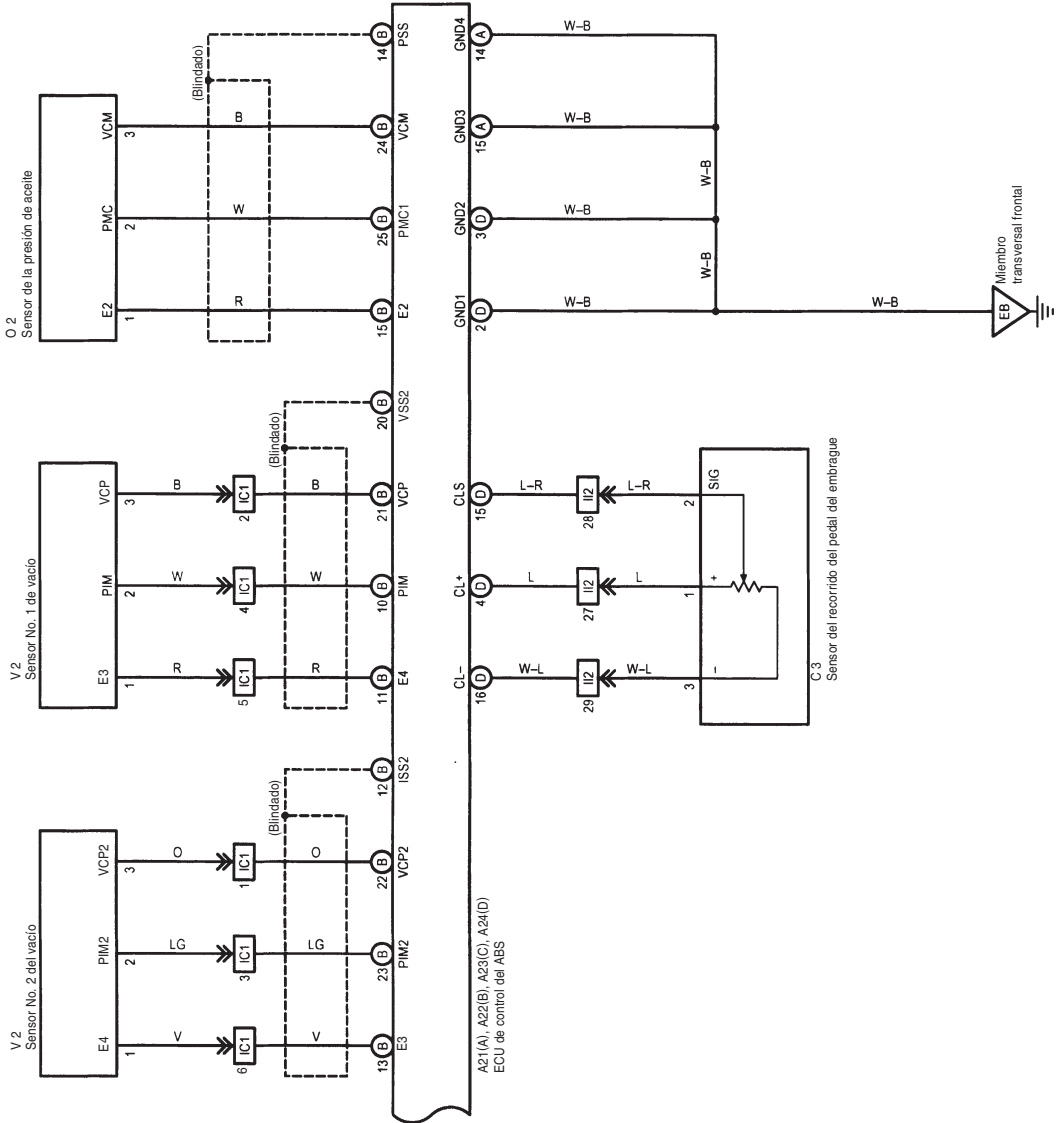 O 2
Sensor de la presión de aceite
E2
PMC
VCM
1
2
3
R
W
B
(Blindado)
15 B
25 B
24 B
14 B
E2
PMC1
VCM
PSS
V 2
Sensor No. 1 de vacío
E3
PIM
VCP
1
2
3
R
W
B
5 IC1
4 IC1
2 IC1
R
W
B
(Blindado)
11 B
10 B
21 B
20 B
E4
PIM
VCP
VSS2
V 2
Sensor No. 2 del vacío
E4
PIM2
VCP2
1
2
3
V
LG
O
6 IC1
3 IC1
1 IC1
V
LG
O
(Blindado)
13 B
23 B
22 B
12 B
E3
PIM2
VCP2
ISS2
A21(A), A22(B), A23(C), A24(D)
ECU de control del ABS
CL–
CL+
CLS
16 D
4 D
15 D
W–L
L
L–R
29 II2
27 II2
28 II2
W–L
L
L–R
3
1
2
–
+
SIG
C 3
Sensor del recorrido del pedal del embrague
GND1
GND2
GND3
GND4
2 D
3 D
15 A
14 A
W–B
W–B
W–B
W–B
W–B
W–B
W–B
EB
Miembro
transversal frontal